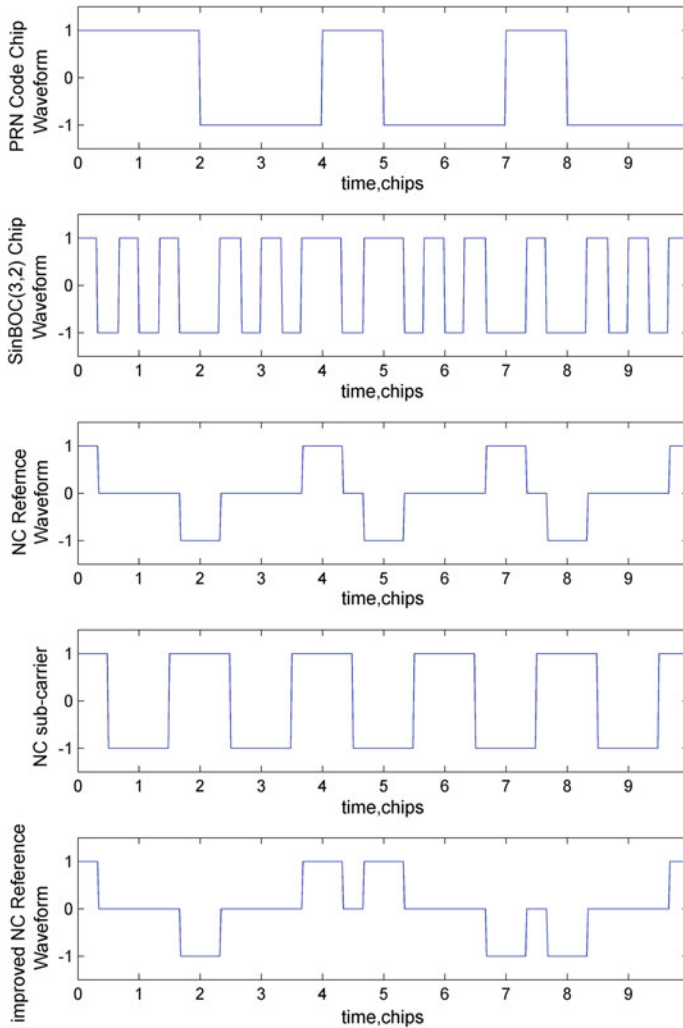 PRN Code Chip
Waveform
1
0
-1
0 1 2 3 4 5 6 7 8 9
time,chips
SinBOC(3,2) Chip
Waveform
1
0
-1
0 1 2 3 4 5 6 7 8 9
time,chips
NC Refernce
Waveform
1
0
-1
0 1 2 3 4 5 6 7 8 9
time,chips
NC sub-carrier
1
0
-1
0 1 2 3 4 5 6 7 8 9
time,chips
improved NC Reference
Waveform
1
0
-1
0 1 2 3 4 5 6 7 8 9
time,chips